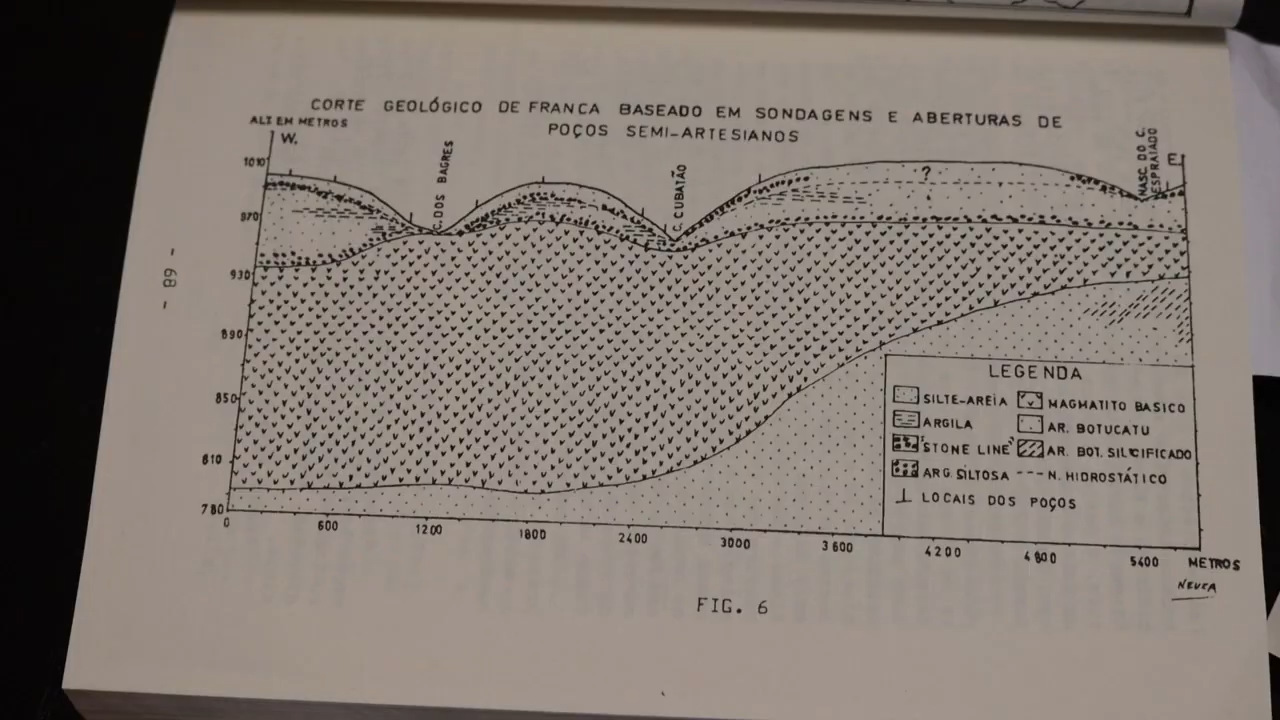 CORTE GEOLÓGICO DE FRANCA BASEADO EM SONDAGENS E ABERTURAS DE
POÇOS SEMI-ARTESIANOS
ALT EM METROS
W.
E
C. DOS BAGRES
C. CUBATÃO
NASC. DO C.
ESPRAIADO
?
1010
970
930
890
850
810
780
0 600 1200 1800 2400 3000 3600 4200 4800 5400 METROS
LEGENDA
SILTE-AREIA
MAGMATITO BASICO
ARGILA
AR. BOTUCATU
"STONE LINE"
AR. BOT. SILICIFICADO
ARG. SILTOSA
N. HIDROSTÁTICO
LOCAIS DOS POÇOS
FIG. 6
- 89 -